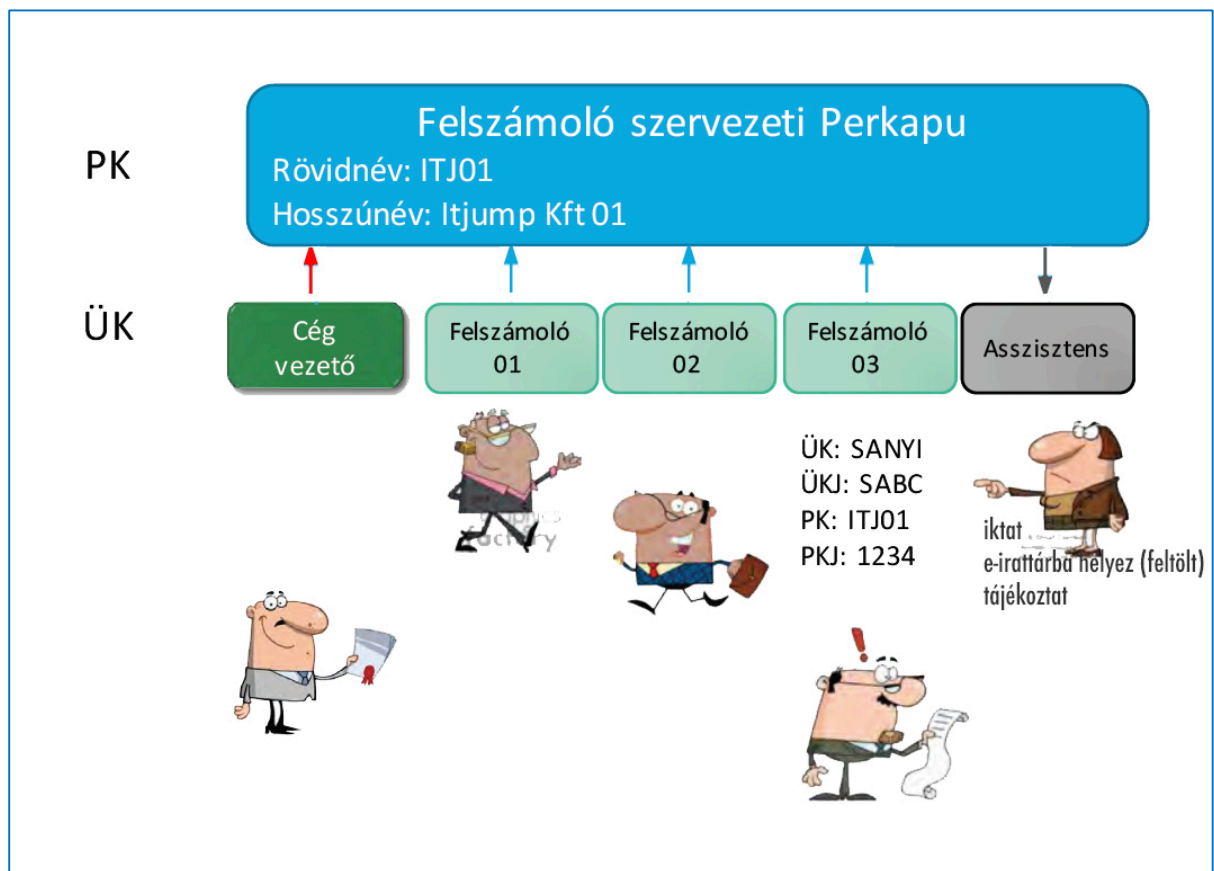 Felszámoló szervezeti Perkapu
PK
Rövidnév: ITJ01
Hosszúnév: Itjump Kft 01
ÜK
Cég
vezető
Felszámoló
01
Felszámoló
02
Felszámoló
03
Asszisztens
ÜK: SANYI
ÜKJ: SABC
PK: ITJ01
PKJ: 1234
factory
iktat
e-irattárba helyez (feltölt)
tájékoztat